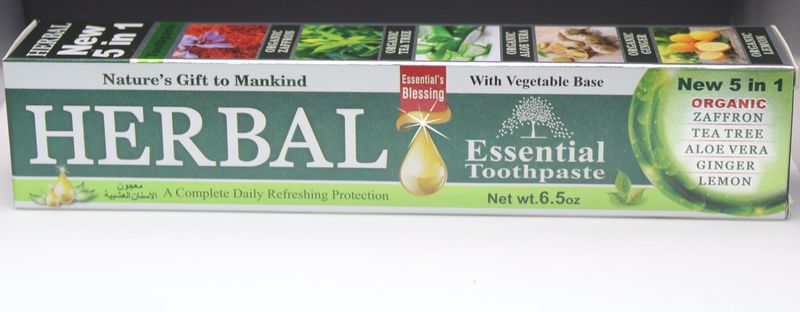 HERBAL
New
5 in 1
ORGANIC
ZAFFRON
ORGANIC
TEA TREE
ORGANIC
ALOE VERA
ORGANIC
GINGER
ORGANIC
LEMON
Nature's Gift to Mankind
Essential's
Blessing
With Vegetable Base
New 5 in 1
HERBAL
Essential
Toothpaste
ORGANIC
ZAFFRON
TEA TREE
ALOE VERA
GINGER
LEMON
معجون
الأسنان العشبية
A Complete Daily Refreshing Protection
Net wt.6.5oz